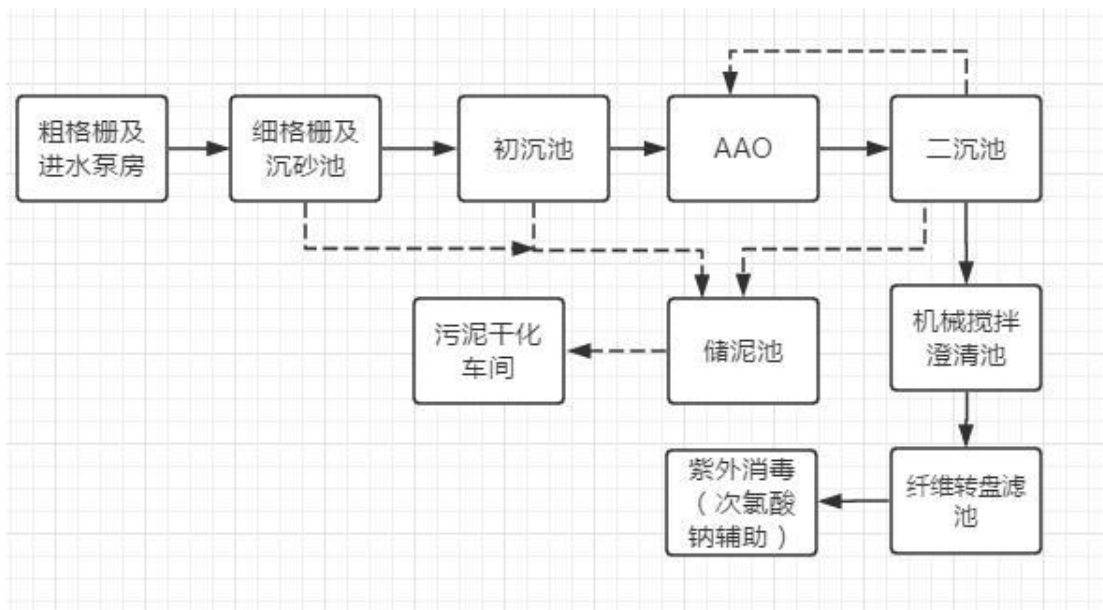 粗格栅及
进水泵房
细格栅及
沉砂池
初沉池
AAO
二沉池
污泥干化
车间
储泥池
机械搅拌
澄清池
紫外消毒
（次氯酸
钠辅助）
纤维转盘滤
池